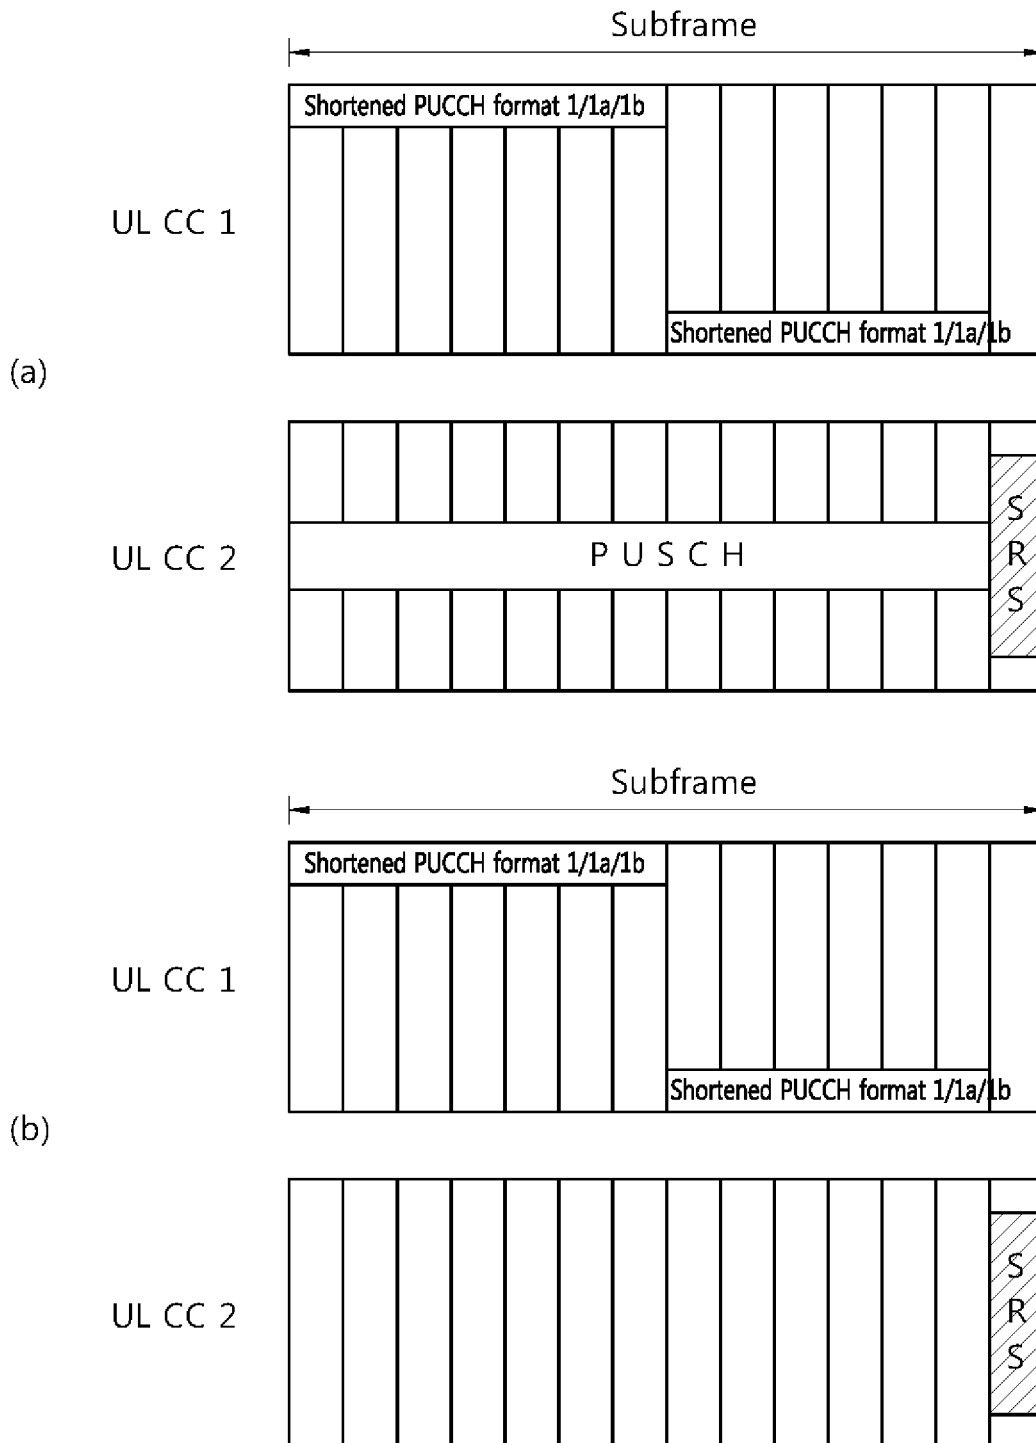 Subframe
Shortened PUCCH format 1/1a/1b
UL CC 1
Shortened PUCCH format 1/1a/1b
(a)
UL CC 2
P U S C H
S
R
S
Subframe
Shortened PUCCH format 1/1a/1b
UL CC 1
Shortened PUCCH format 1/1a/1b
(b)
UL CC 2
S
R
S